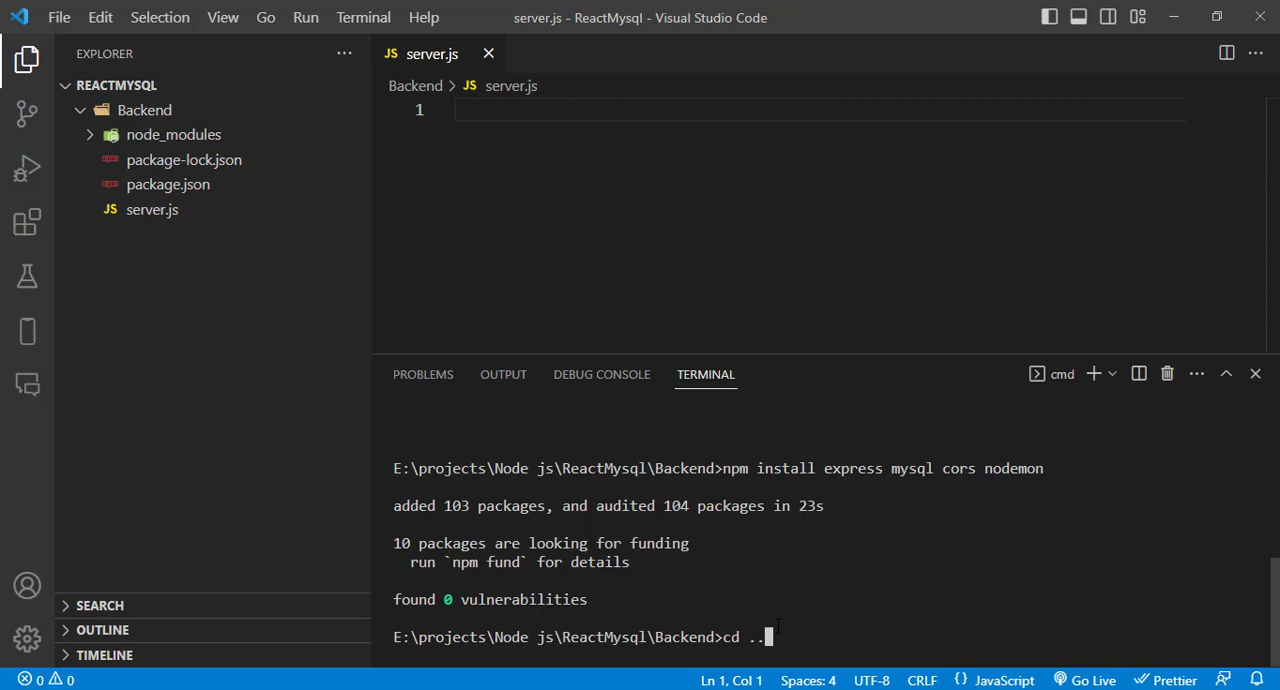 File Edit Selection View Go Run Terminal Help
server.js - ReactMysql - Visual Studio Code
EXPLORER
REACTMYSQL
Backend
node_modules
package-lock.json
package.json
JS server.js
SEARCH
OUTLINE
TIMELINE
JS server.js
Backend > JS server.js
1
PROBLEMS OUTPUT DEBUG CONSOLE TERMINAL
cmd
E:\projects\Node js\ReactMysql\Backend>npm install express mysql cors nodemon
added 103 packages, and audited 104 packages in 23s
10 packages are looking for funding
run `npm fund` for details
found 0 vulnerabilities
E:\projects\Node js\ReactMysql\Backend>cd ..
0 0 Ln 1, Col 1 Spaces: 4 UTF-8 CRLF {} JavaScript Go Live Prettier